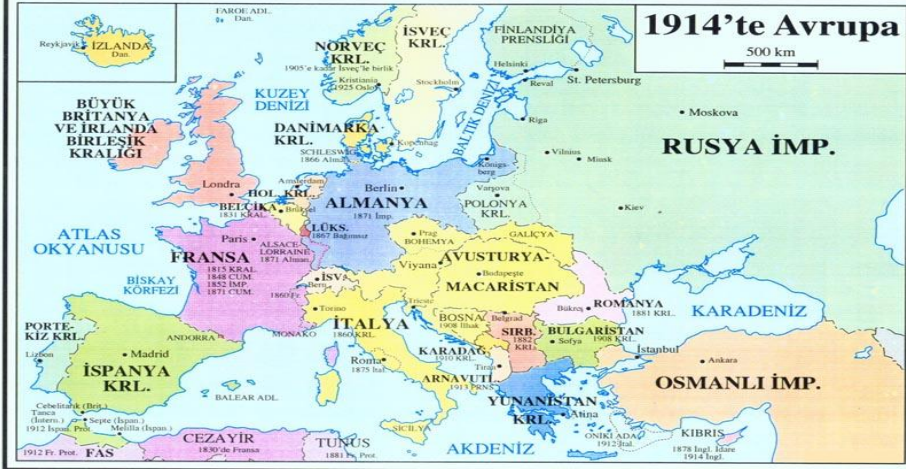 1914'te Avrupa
500 km
FAROE ADL.
Dan.
Reykjavik
İZLANDA
Dan.
NORVEÇ
KRL.
1905'e kadar İsveç'le birlik
Kristiania
1925 Oslo
İSVEÇ
KRL.
Stockholm
FİNLANDİYA
PRENSLİĞİ
Helsinki
Reval
St. Petersburg
BÜYÜK
BRİTANYA
VE İRLANDA
BİRLEŞİK
KRALIĞI
KUZEY
DENİZİ
BALTIK DENİZİ
Riga
Moskova
DANİMARKA
KRL.
Kopenhag
SCHLESWIG
1866 Alman
RUSYA İMP.
Vilnius
Minsk
Königs-
berg
Londra
Amsterdam
HOL. KRL.
Berlin
ALMANYA
1871 İmp.
Varşova
POLONYA
KRL.
Kiev
BELÇİKA
1831 KRAL.
Brüksel
LÜKS.
1867 Bağımsız
ATLAS
OKYANUSU
Paris
FRANSA
1815 KRAL
1848 CUM.
1852 İMP.
1871 CUM.
ALSACE-
LORRAINE
1871 Alman
Prag
BOHEMYA
GALİÇYA
Viyana
AVUSTURYA-
MACARİSTAN
Budapeşte
BİSKAY
KÖRFEZİ
İSV.
Bern
1860 Fr.
Torino
Trieste
İTALYA
1860 KRL.
BOSNA
1908 İlhak
Belgrad
SIRB.
1882
KRL.
ROMANYA
1881 KRL.
Bükreş
KARADENİZ
BULGARİSTAN
1908 KRL.
Sofya
PORTE-
KİZ KRL.
Lizbon
Madrid
İSPANYA
KRL.
ANDORRA
MONAKO
BALEAR ADL.
Roma
1875 İtal.
KARADAĞ
1910 KRL.
Tiran
ARNAVUTL.
1913 PRNS.
İstanbul
Ankara
OSMANLI İMP.
YUNANİSTAN
KRL.
Atina
SİCİLYA
Cebelitarik (Brit.)
Tanca
(Intern.)
Septe (İspan.)
1912 İspan. Prot.
Melilla (İspan.)
1912 Fr. Prot.
FAS
CEZAYİR
1830'de Fransa
TUNUS
1881 Fr. Prot.
AKDENİZ
ONİKİ ADA
1912 İtal.
KIBRIS
1878 İngl. İdare
1914 İngl.